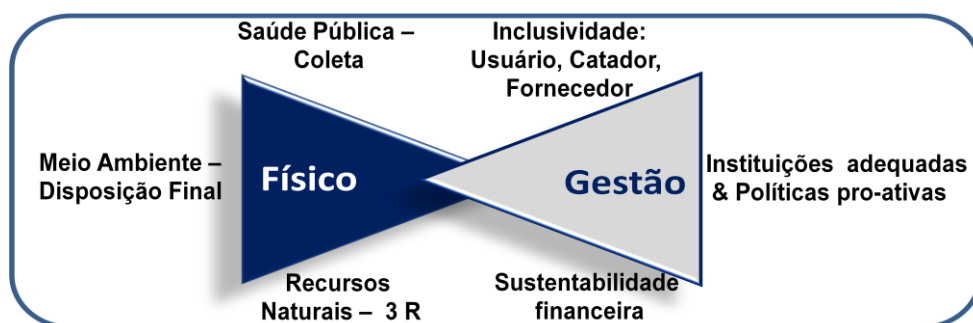 Saúde Pública –
Coleta
Inclusividade:
Usuário, Catador,
Fornecedor
Meio Ambiente –
Disposição Final
Físico
Gestão
Instituições adequadas
& Políticas pro-ativas
Recursos
Naturais – 3 R
Sustentabilidade
financeira